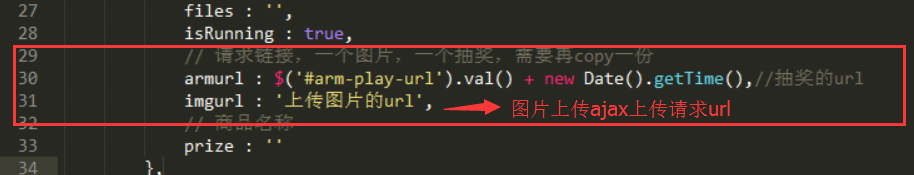 27 files : '',
28 isRunning : true,
29 // 请求链接，一个图片，一个抽奖，需要再copy一份
30 armurl : $('#arm-play-url').val() + new Date().getTime(),//抽奖的url
31 imgurl : '上传图片的url', 图片上传ajax上传请求url
32 // 商品名称
33 prize : ''
34 },